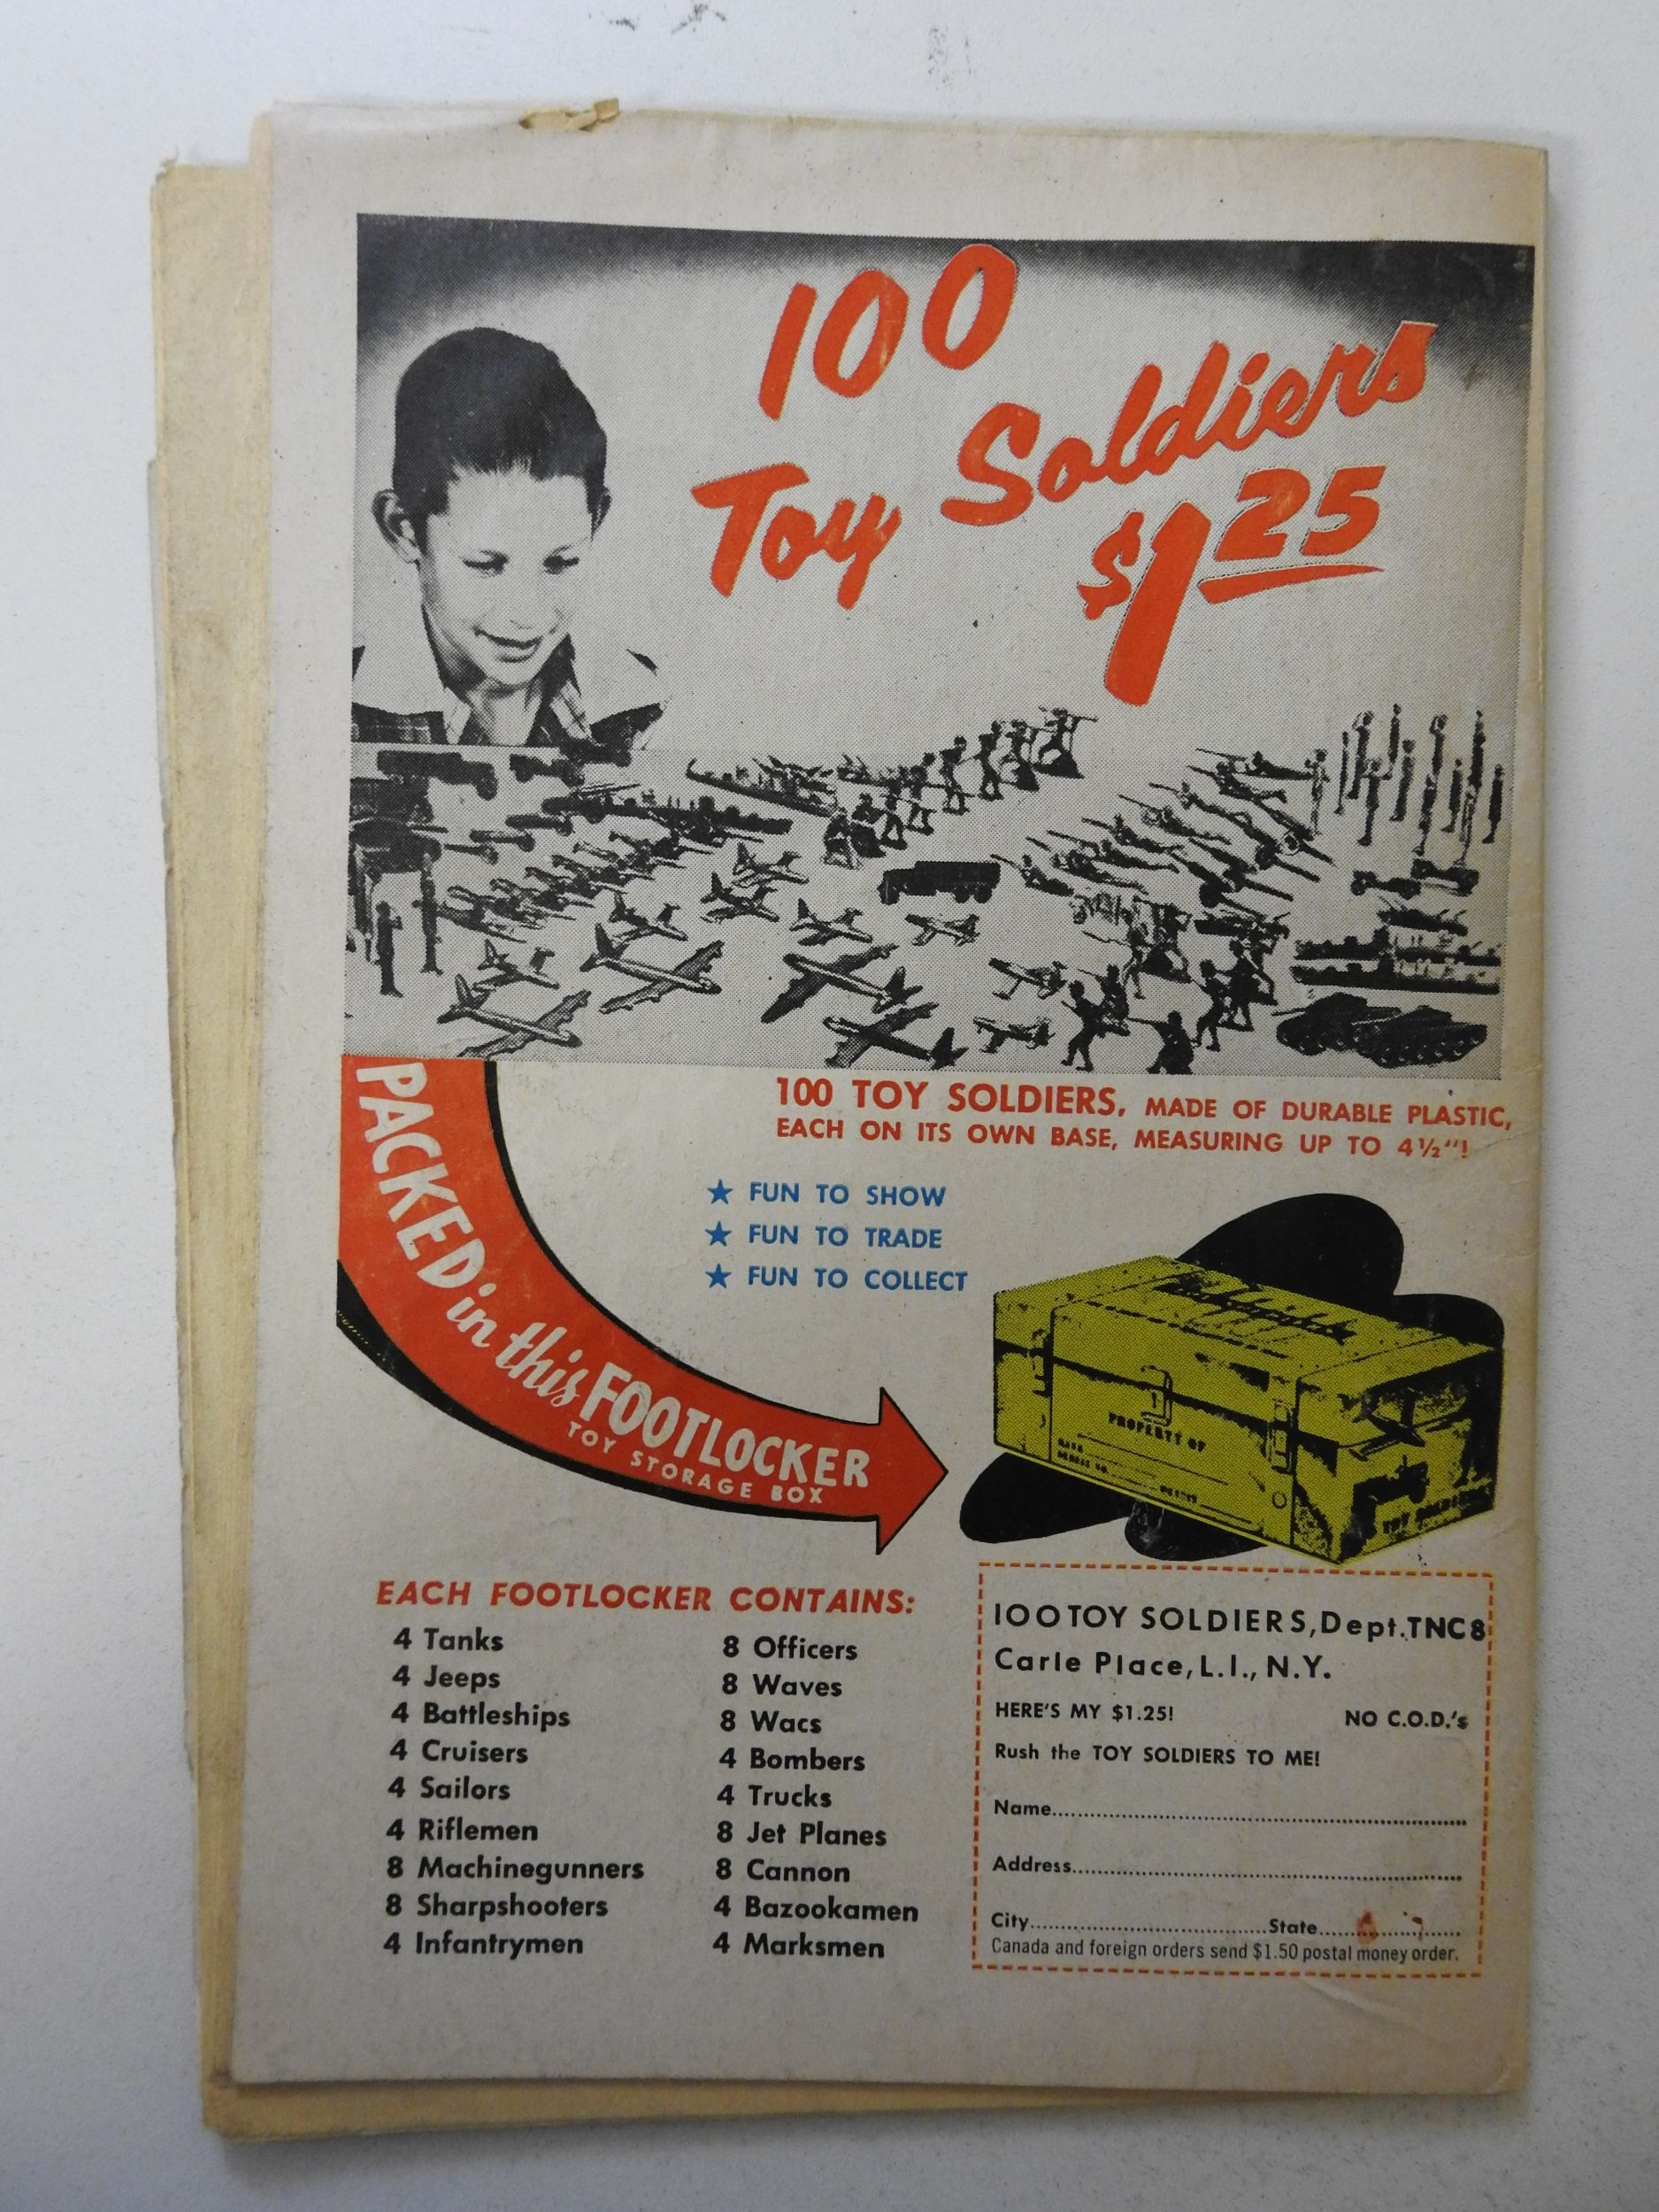 100
Toy Soldiers
$1.25
100 TOY SOLDIERS, MADE OF DURABLE PLASTIC,
EACH ON ITS OWN BASE, MEASURING UP TO 4½"!
★ FUN TO SHOW
★ FUN TO TRADE
★ FUN TO COLLECT
PACKED in this FOOTLOCKER
TOY STORAGE BOX
PROPERTY OF
TOY SOLDIERS
EACH FOOTLOCKER CONTAINS:
4 Tanks
4 Jeeps
4 Battleships
4 Cruisers
4 Sailors
4 Riflemen
8 Machinegunners
8 Sharpshooters
4 Infantrymen
8 Officers
8 Waves
8 Wacs
4 Bombers
4 Trucks
8 Jet Planes
8 Cannon
4 Bazookamen
4 Marksmen
100 TOY SOLDIERS, Dept. TNC8
Carle Place, L.I., N.Y.
HERE'S MY $1.25! NO C.O.D.'s
Rush the TOY SOLDIERS TO ME!
Name
Address
City State
Canada and foreign orders send $1.50 postal money order.